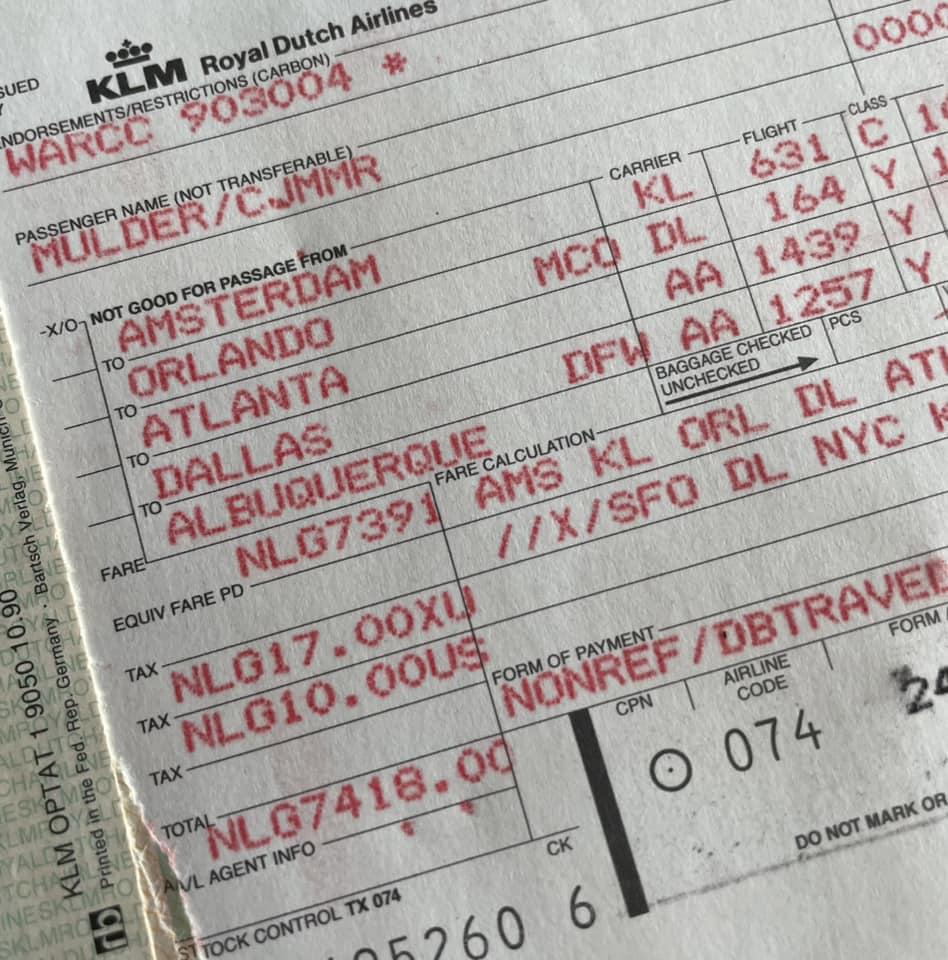 KLM Royal Dutch Airlines
ENDORSEMENTS/RESTRICTIONS (CARBON)
WARCC 903004 *
0000
PASSENGER NAME (NOT TRANSFERABLE)
MULDER/CJMMR
CARRIER FLIGHT CLASS
-X/O NOT GOOD FOR PASSAGE FROM
AMSTERDAM KL 631 C
TO ORLANDO MCO DL 164 Y
TO ATLANTA AA 1439 Y
TO DALLAS DFW AA 1257 Y
TO ALBUQUERQUE
BAGGAGE CHECKED PCS
UNCHECKED
FARE NLG7391
FARE CALCULATION
AMS KL ORL DL
//X/SFO DL NYC
EQUIV FARE PD
TAX NLG17.00XU
TAX NLG10.00US
TAX
TOTAL NLG7418.00
FORM OF PAYMENT
NONREF/DBTRAVEL
CPN AIRLINE CODE FORM
074
DO NOT MARK OR
A/L AGENT INFO
CK
STOCK CONTROL TX 074
5260 6
KLM OPTAT 1.9050 10.90
Printed in the Fed. Rep. Germany · Bartsch Verlag, Munich